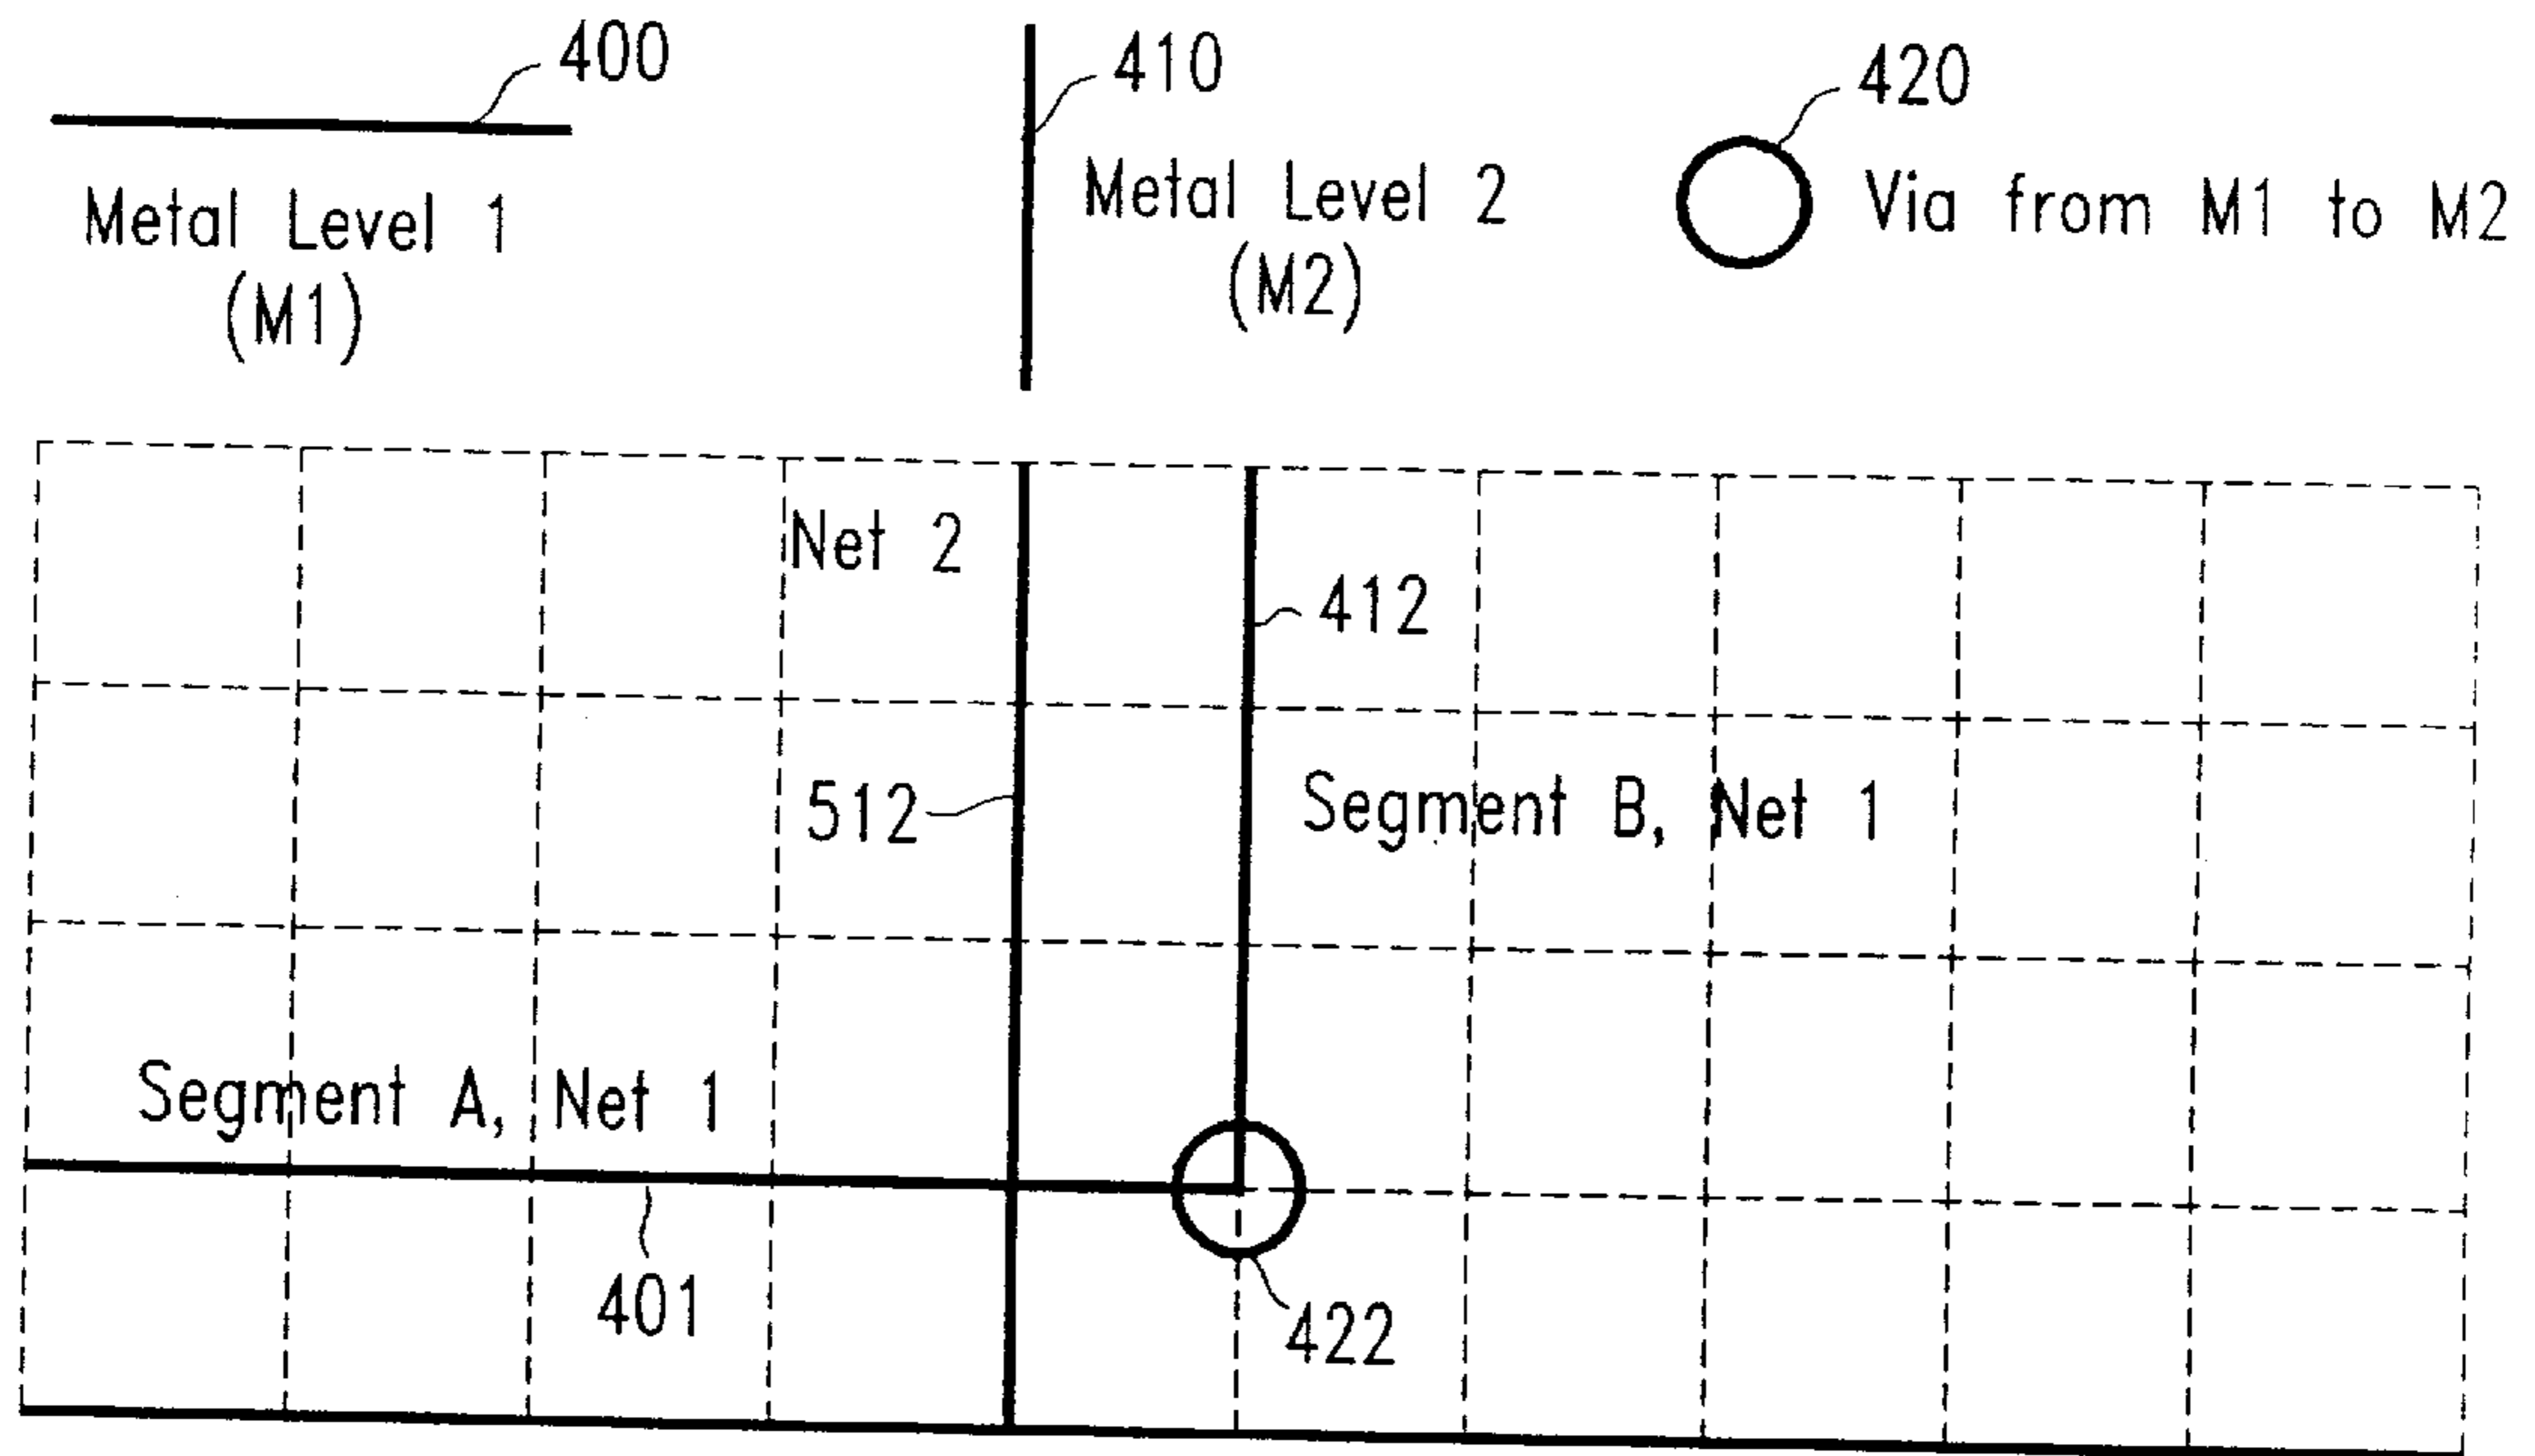 400
410
420
Metal Level 1
(M1)
Metal Level 2
(M2)
Via from M1 to M2
Net 2
412
512
Segment B, Net 1
Segment A, Net 1
401
422